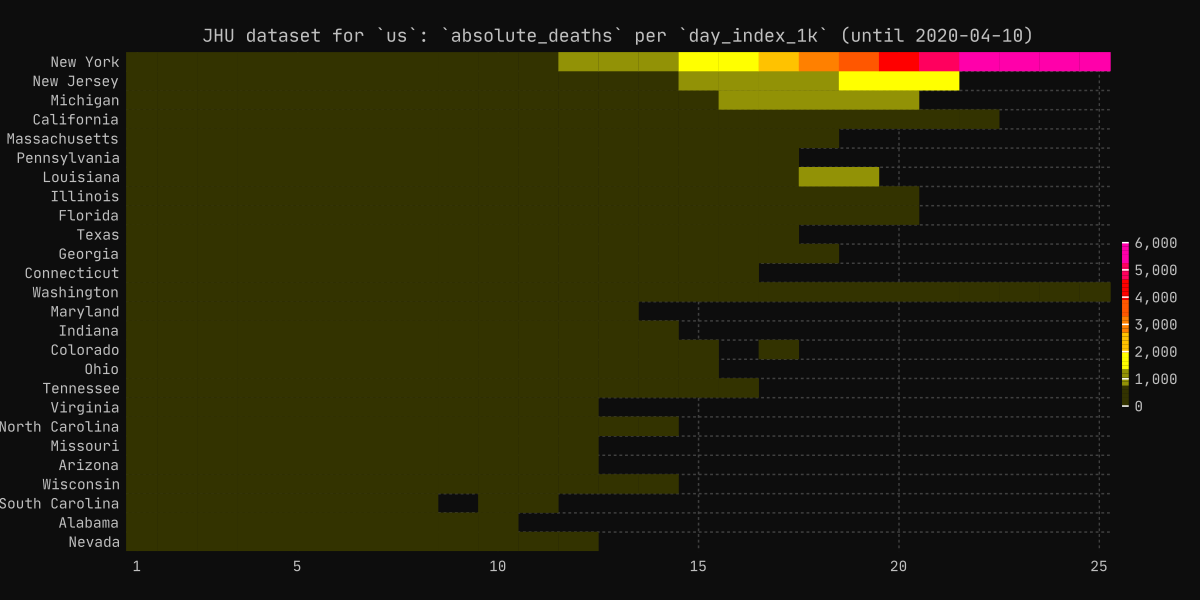 JHU dataset for `us`: `absolute_deaths` per `day_index_1k` (until 2020-04-10)
New York
New Jersey
Michigan
California
Massachusetts
Pennsylvania
Louisiana
Illinois
Florida
Texas
Georgia
Connecticut
Washington
Maryland
Indiana
Colorado
Ohio
Tennessee
Virginia
North Carolina
Missouri
Arizona
Wisconsin
South Carolina
Alabama
Nevada
1 5 10 15 20 25
6,000
5,000
4,000
3,000
2,000
1,000
0